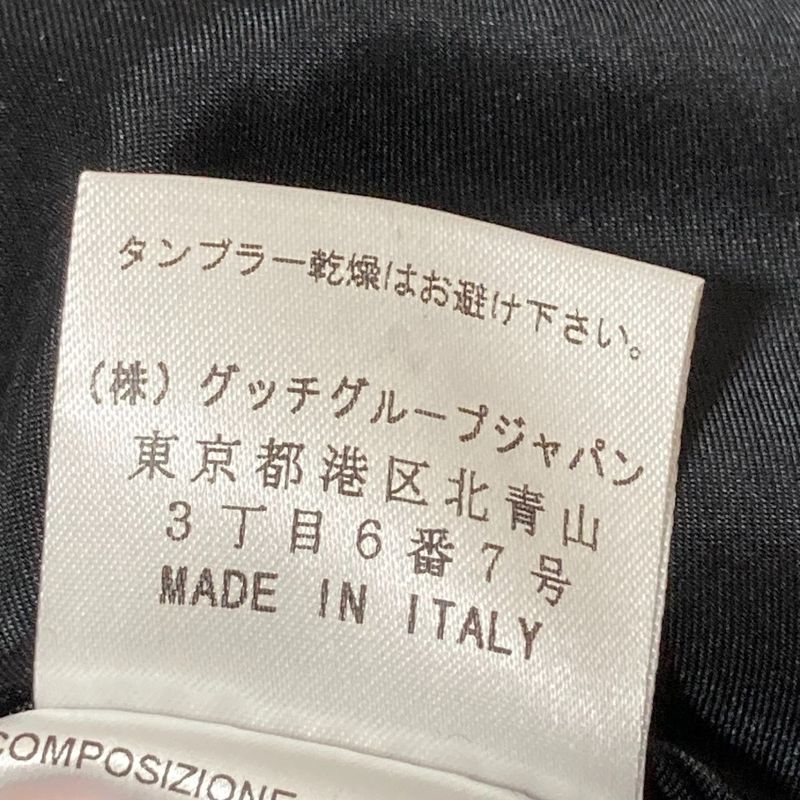 タンブラー乾燥はお避け下さい。
(株) グッチグループジャパン
東京都港区北青山
3丁目6番7号
MADE IN ITALY
COMPOSIZIONE